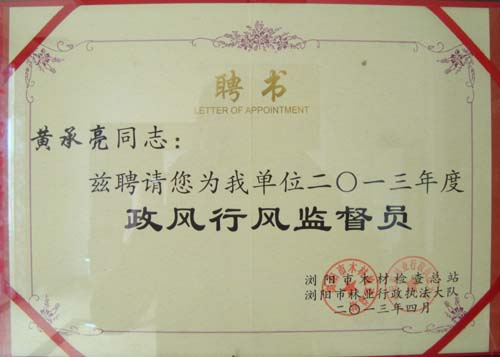 聘书
LETTER OF APPOINTMENT
黄承亮同志：
兹聘请您为我单位二〇一三年度
政风行风监督员
浏阳市木材检查总站
浏阳市林业行政执法大队
二〇一三年四月